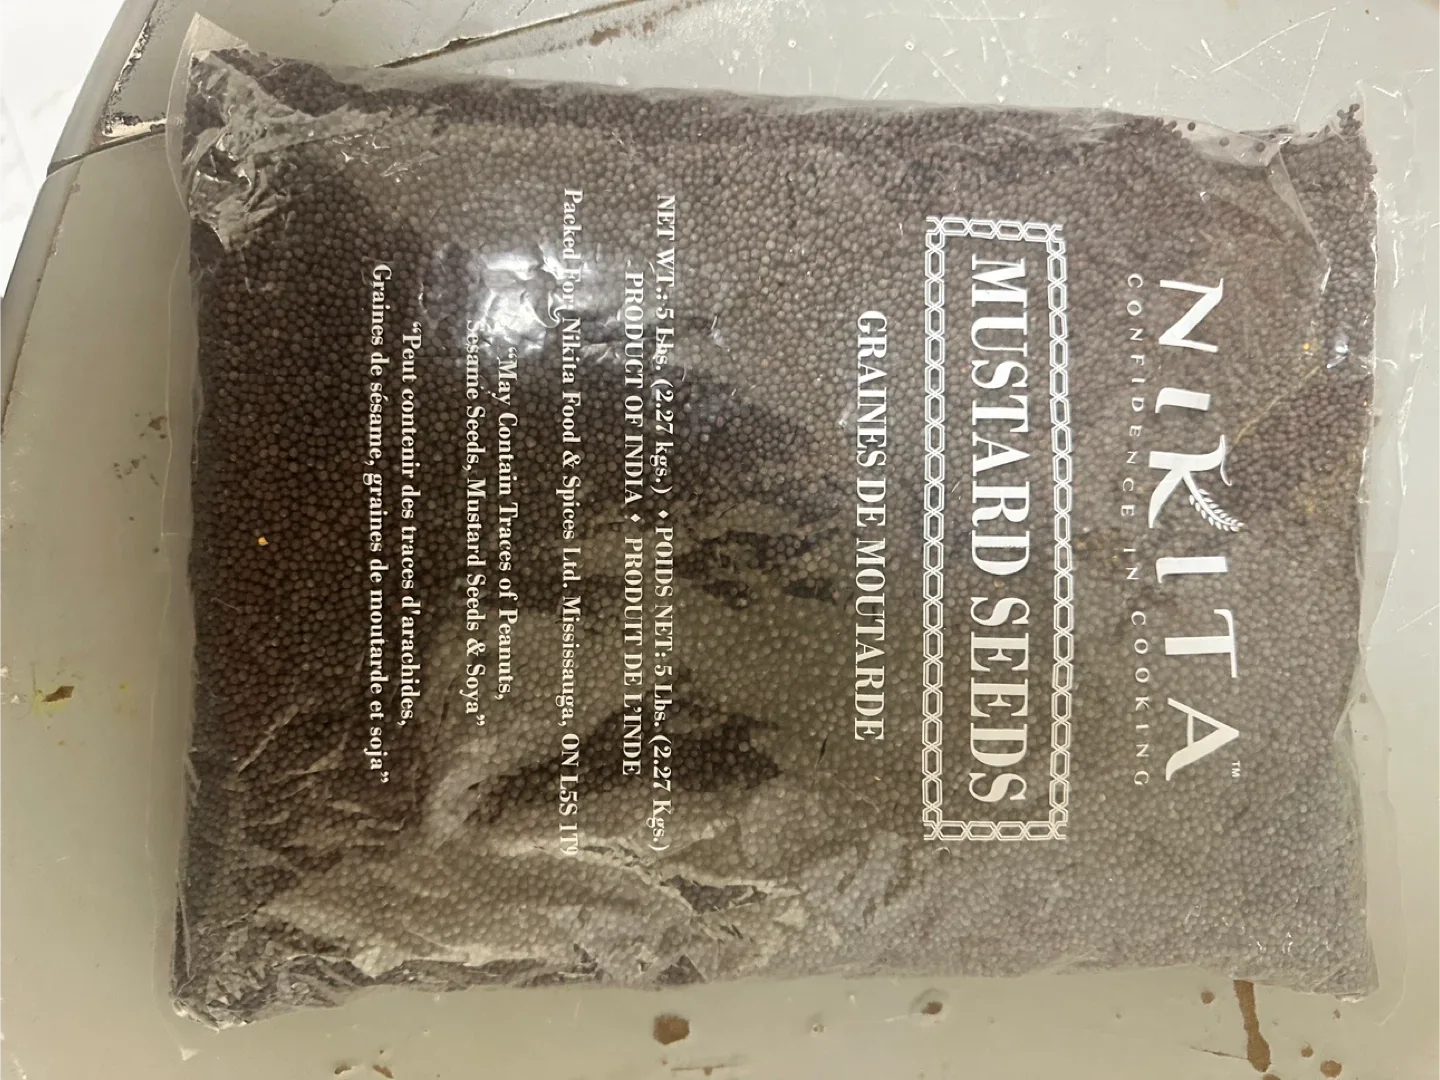 NIKITA™
CONFIDENCE IN COOKING
MUSTARD SEEDS
GRAINES DE MOUTARDE
NET WT.: 5 Lbs. (2.27 kgs.) ♦ POIDS NET: 5 Lbs. (2.27 Kgs.)
PRODUCT OF INDIA ♦ PRODUIT DE L'INDE
Packed For: Nikita Food & Spices Ltd. Mississauga, ON L5S 1T9
“May Contain Traces of Peanuts,
Sesame Seeds, Mustard Seeds & Soya”
“Peut contenir des traces d'arachides,
Graines de sésame, graines de moutarde et soja”